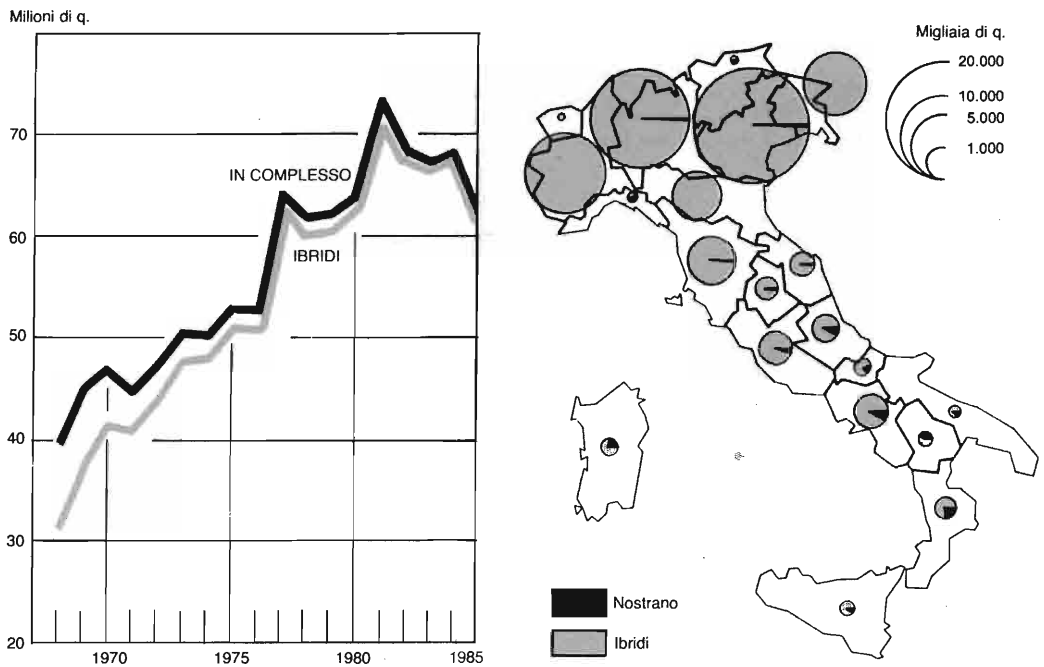 Milioni di q.
70
60
50
40
30
20
1970
1975
1980
1985
IN COMPLESSO
IBRIDI
Migliaia di q.
20.000
10.000
5.000
1.000
Nostrano
Ibridi